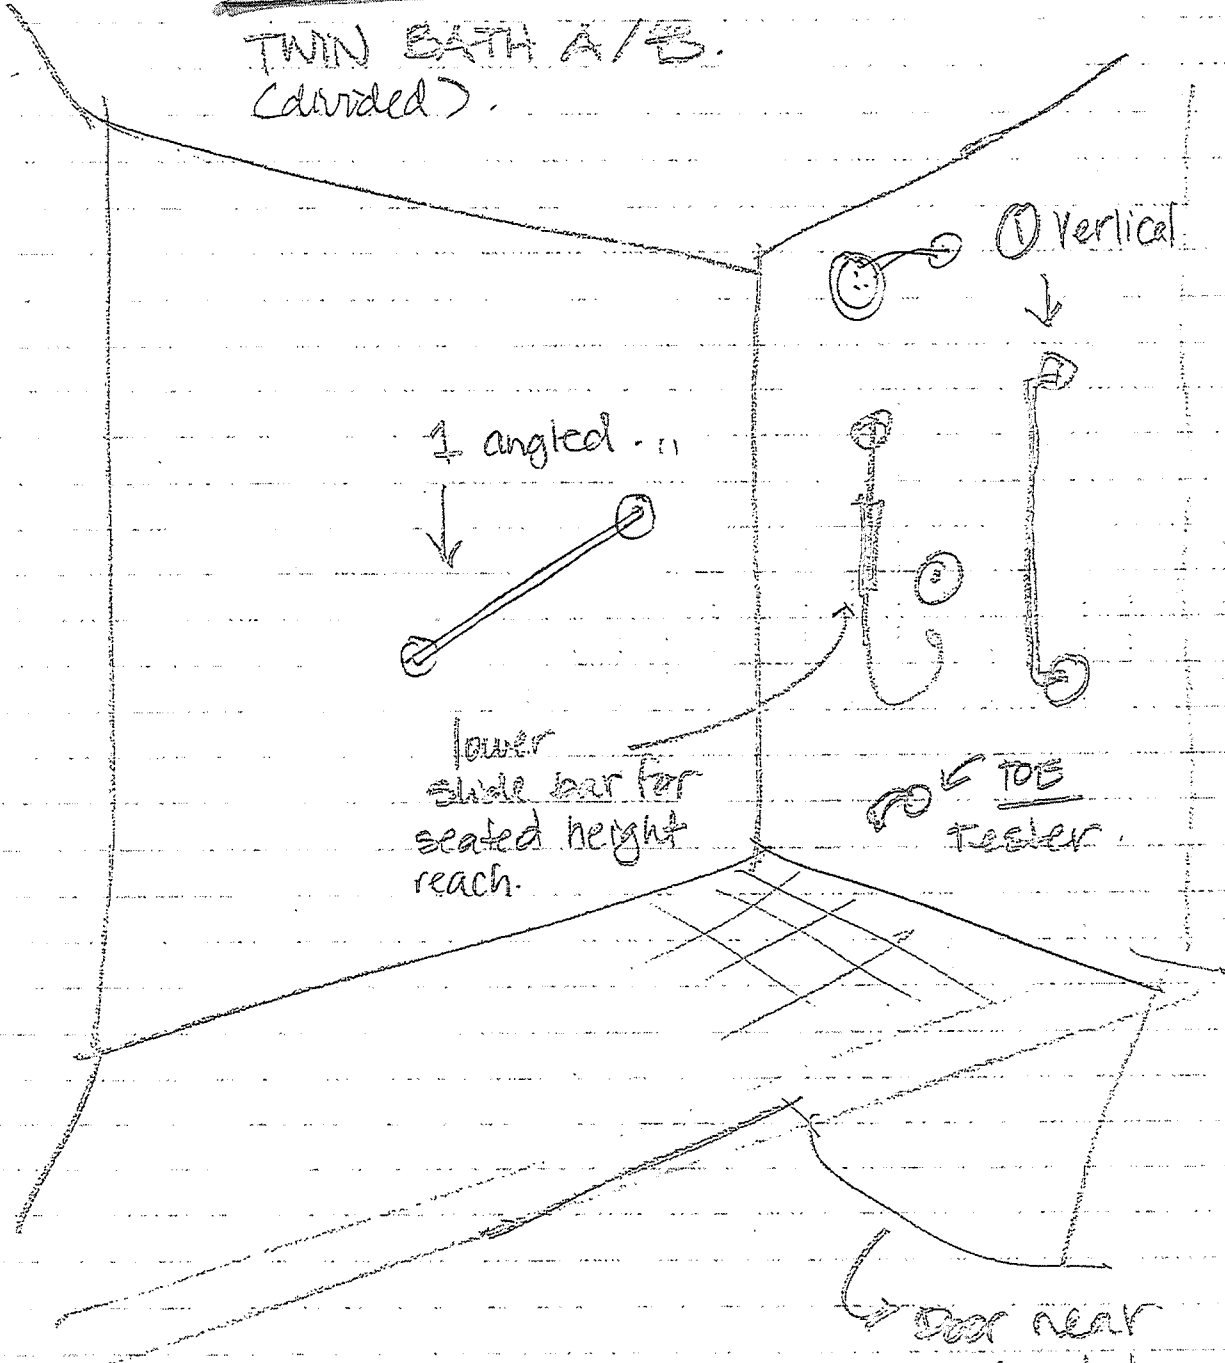 TWIN BATH A/B.
(divided).
① vertical
1 angled...
lower
slide bar for
seated height
reach.
TOE
Tester.
Door near